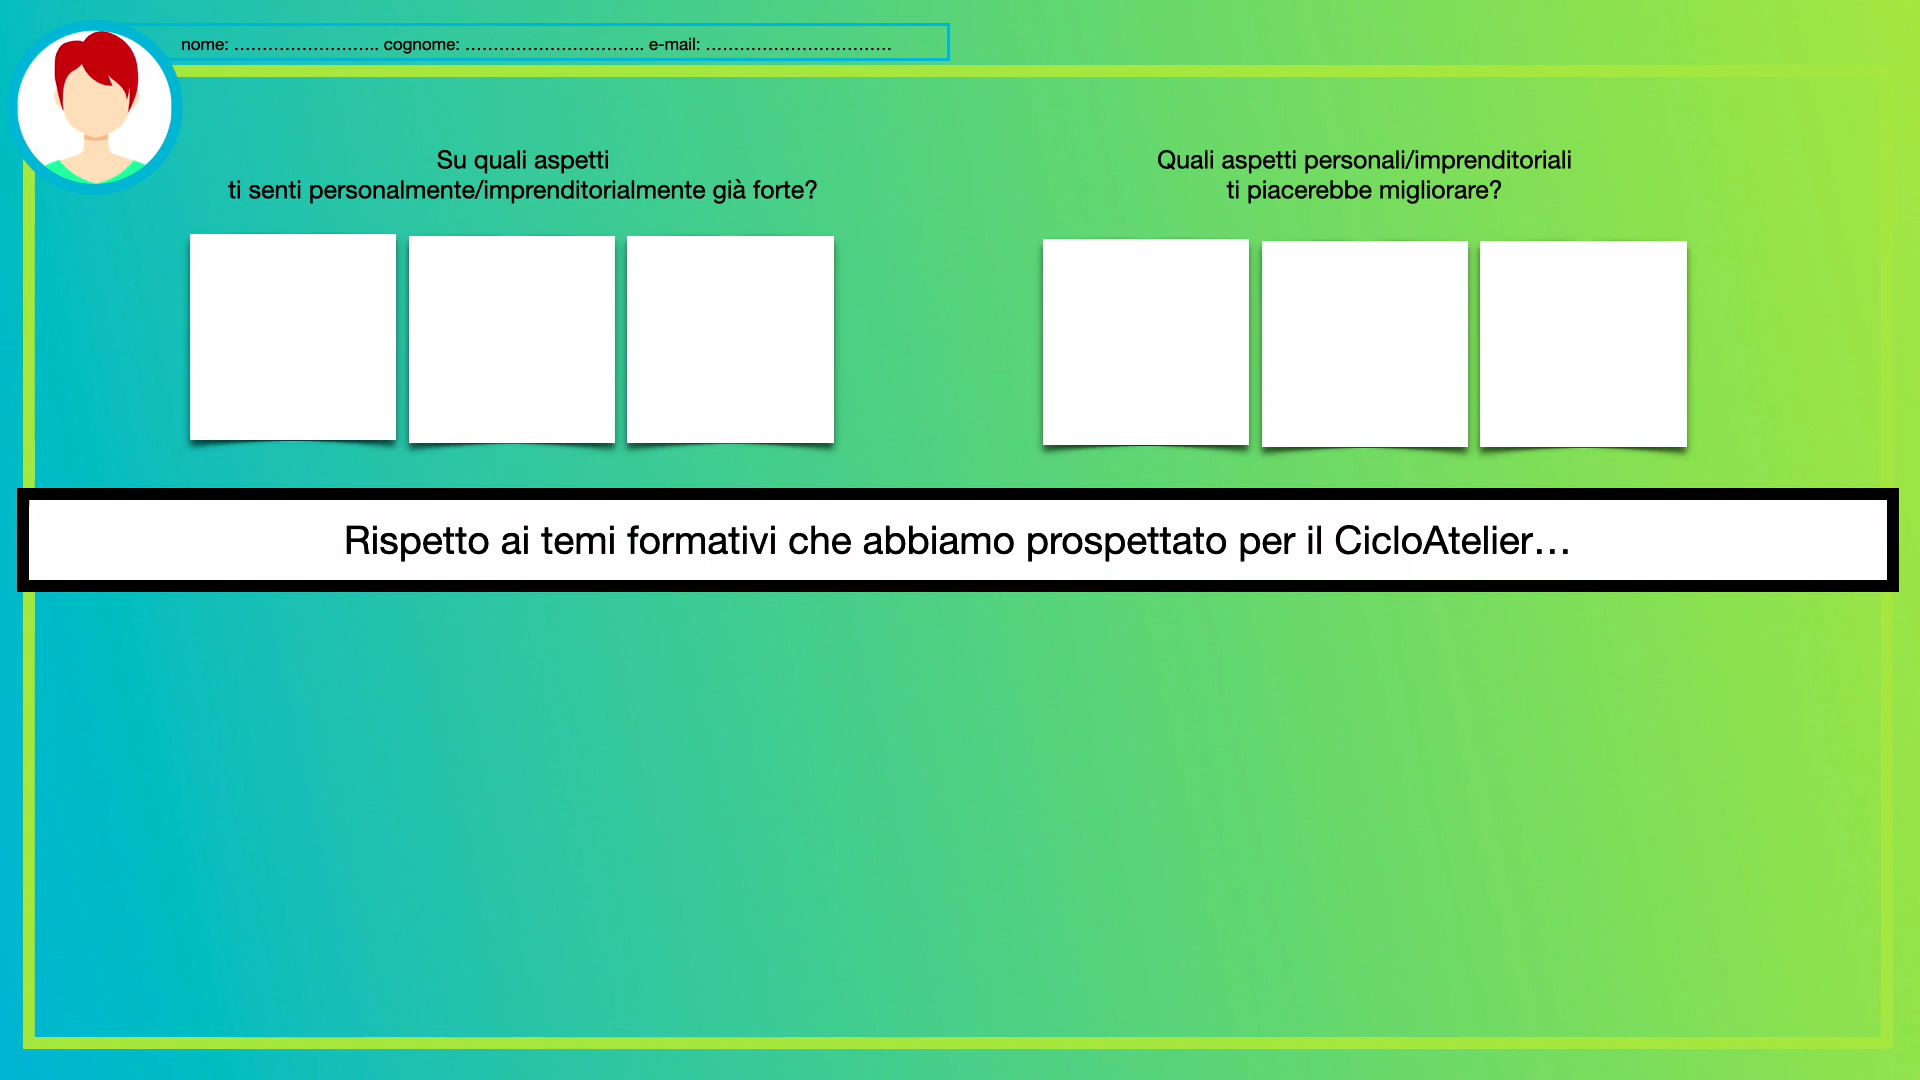 nome: …………………….. cognome: ………………………….. e-mail: ……………………………
Su quali aspetti
ti senti personalmente/imprenditorialmente già forte?
Quali aspetti personali/imprenditoriali
ti piacerebbe migliorare?
Rispetto ai temi formativi che abbiamo prospettato per il CicloAtelier…